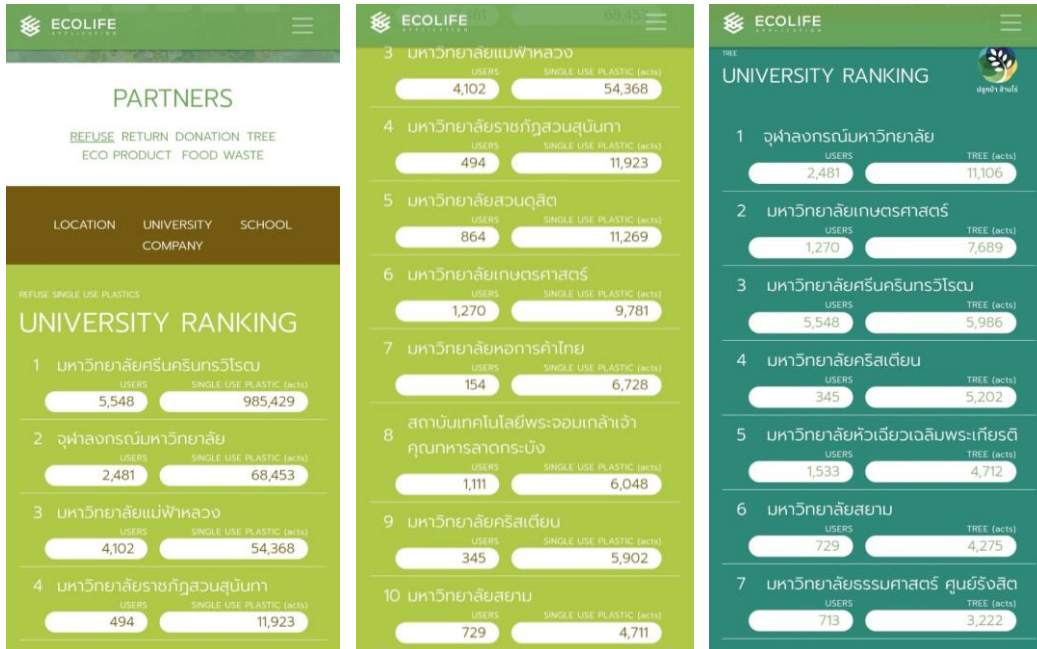 ECOLIFE
APPLICATION
PARTNERS
REFUSE RETURN DONATION TREE
ECO PRODUCT FOOD WASTE
LOCATION UNIVERSITY SCHOOL
COMPANY
REFUSE SINGLE USE PLASTICS
UNIVERSITY RANKING
1 มหาวิทยาลัยศรีนครินทรวิโรฒ
USERS SINGLE USE PLASTIC (acts)
5,548 985,429
2 จุฬาลงกรณ์มหาวิทยาลัย
USERS SINGLE USE PLASTIC (acts)
2,481 68,453
3 มหาวิทยาลัยแม่ฟ้าหลวง
USERS SINGLE USE PLASTIC (acts)
4,102 54,368
4 มหาวิทยาลัยราชภัฏสวนสุนันทา
USERS SINGLE USE PLASTIC (acts)
494 11,923
ECOLIFE
APPLICATION
3 มหาวิทยาลัยแม่ฟ้าหลวง
USERS SINGLE USE PLASTIC (acts)
4,102 54,368
4 มหาวิทยาลัยราชภัฏสวนสุนันทา
USERS SINGLE USE PLASTIC (acts)
494 11,923
5 มหาวิทยาลัยสวนดุสิต
USERS SINGLE USE PLASTIC (acts)
864 11,269
6 มหาวิทยาลัยเกษตรศาสตร์
USERS SINGLE USE PLASTIC (acts)
1,270 9,781
7 มหาวิทยาลัยหอการค้าไทย
USERS SINGLE USE PLASTIC (acts)
154 6,728
8 สถาบันเทคโนโลยีพระจอมเกล้าเจ้า
คุณทหารลาดกระบัง
USERS SINGLE USE PLASTIC (acts)
1,111 6,048
9 มหาวิทยาลัยคริสเตียน
USERS SINGLE USE PLASTIC (acts)
345 5,902
10 มหาวิทยาลัยสยาม
USERS SINGLE USE PLASTIC (acts)
729 4,711
ECOLIFE
APPLICATION
TREE
UNIVERSITY RANKING
ปลูกป่า ล้านไร่
1 จุฬาลงกรณ์มหาวิทยาลัย
USERS TREE (acts)
2,481 11,106
2 มหาวิทยาลัยเกษตรศาสตร์
USERS TREE (acts)
1,270 7,689
3 มหาวิทยาลัยศรีนครินทรวิโรฒ
USERS TREE (acts)
5,548 5,986
4 มหาวิทยาลัยคริสเตียน
USERS TREE (acts)
345 5,202
5 มหาวิทยาลัยหัวเฉียวเฉลิมพระเกียรติ
USERS TREE (acts)
1,533 4,712
6 มหาวิทยาลัยสยาม
USERS TREE (acts)
729 4,275
7 มหาวิทยาลัยธรรมศาสตร์ ศูนย์รังสิต
USERS TREE (acts)
713 3,222